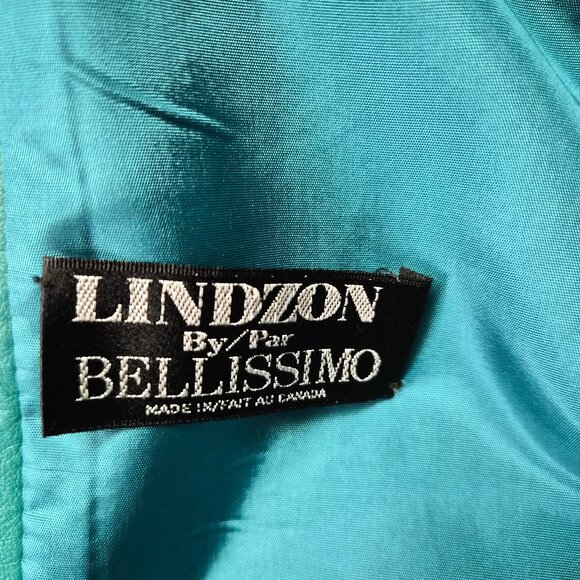 LINDZON
By/Par
BELLISSIMO
MADE IN/FAIT AU CANADA